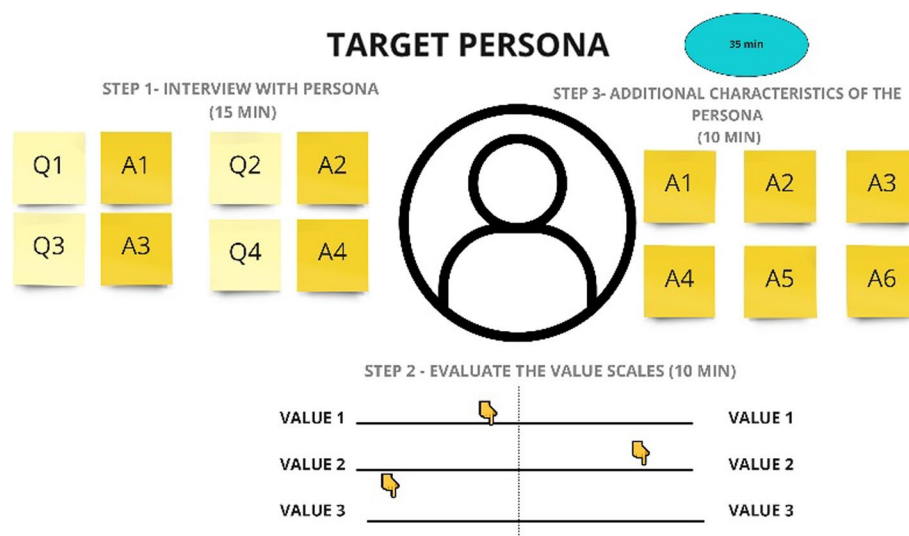 TARGET PERSONA
35 min
STEP 1- INTERVIEW WITH PERSONA
(15 MIN)
Q1 A1 Q2 A2
Q3 A3 Q4 A4
STEP 3- ADDITIONAL CHARACTERISTICS OF THE
PERSONA
(10 MIN)
A1 A2 A3
A4 A5 A6
STEP 2 - EVALUATE THE VALUE SCALES (10 MIN)
VALUE 1 VALUE 1
VALUE 2 VALUE 2
VALUE 3 VALUE 3